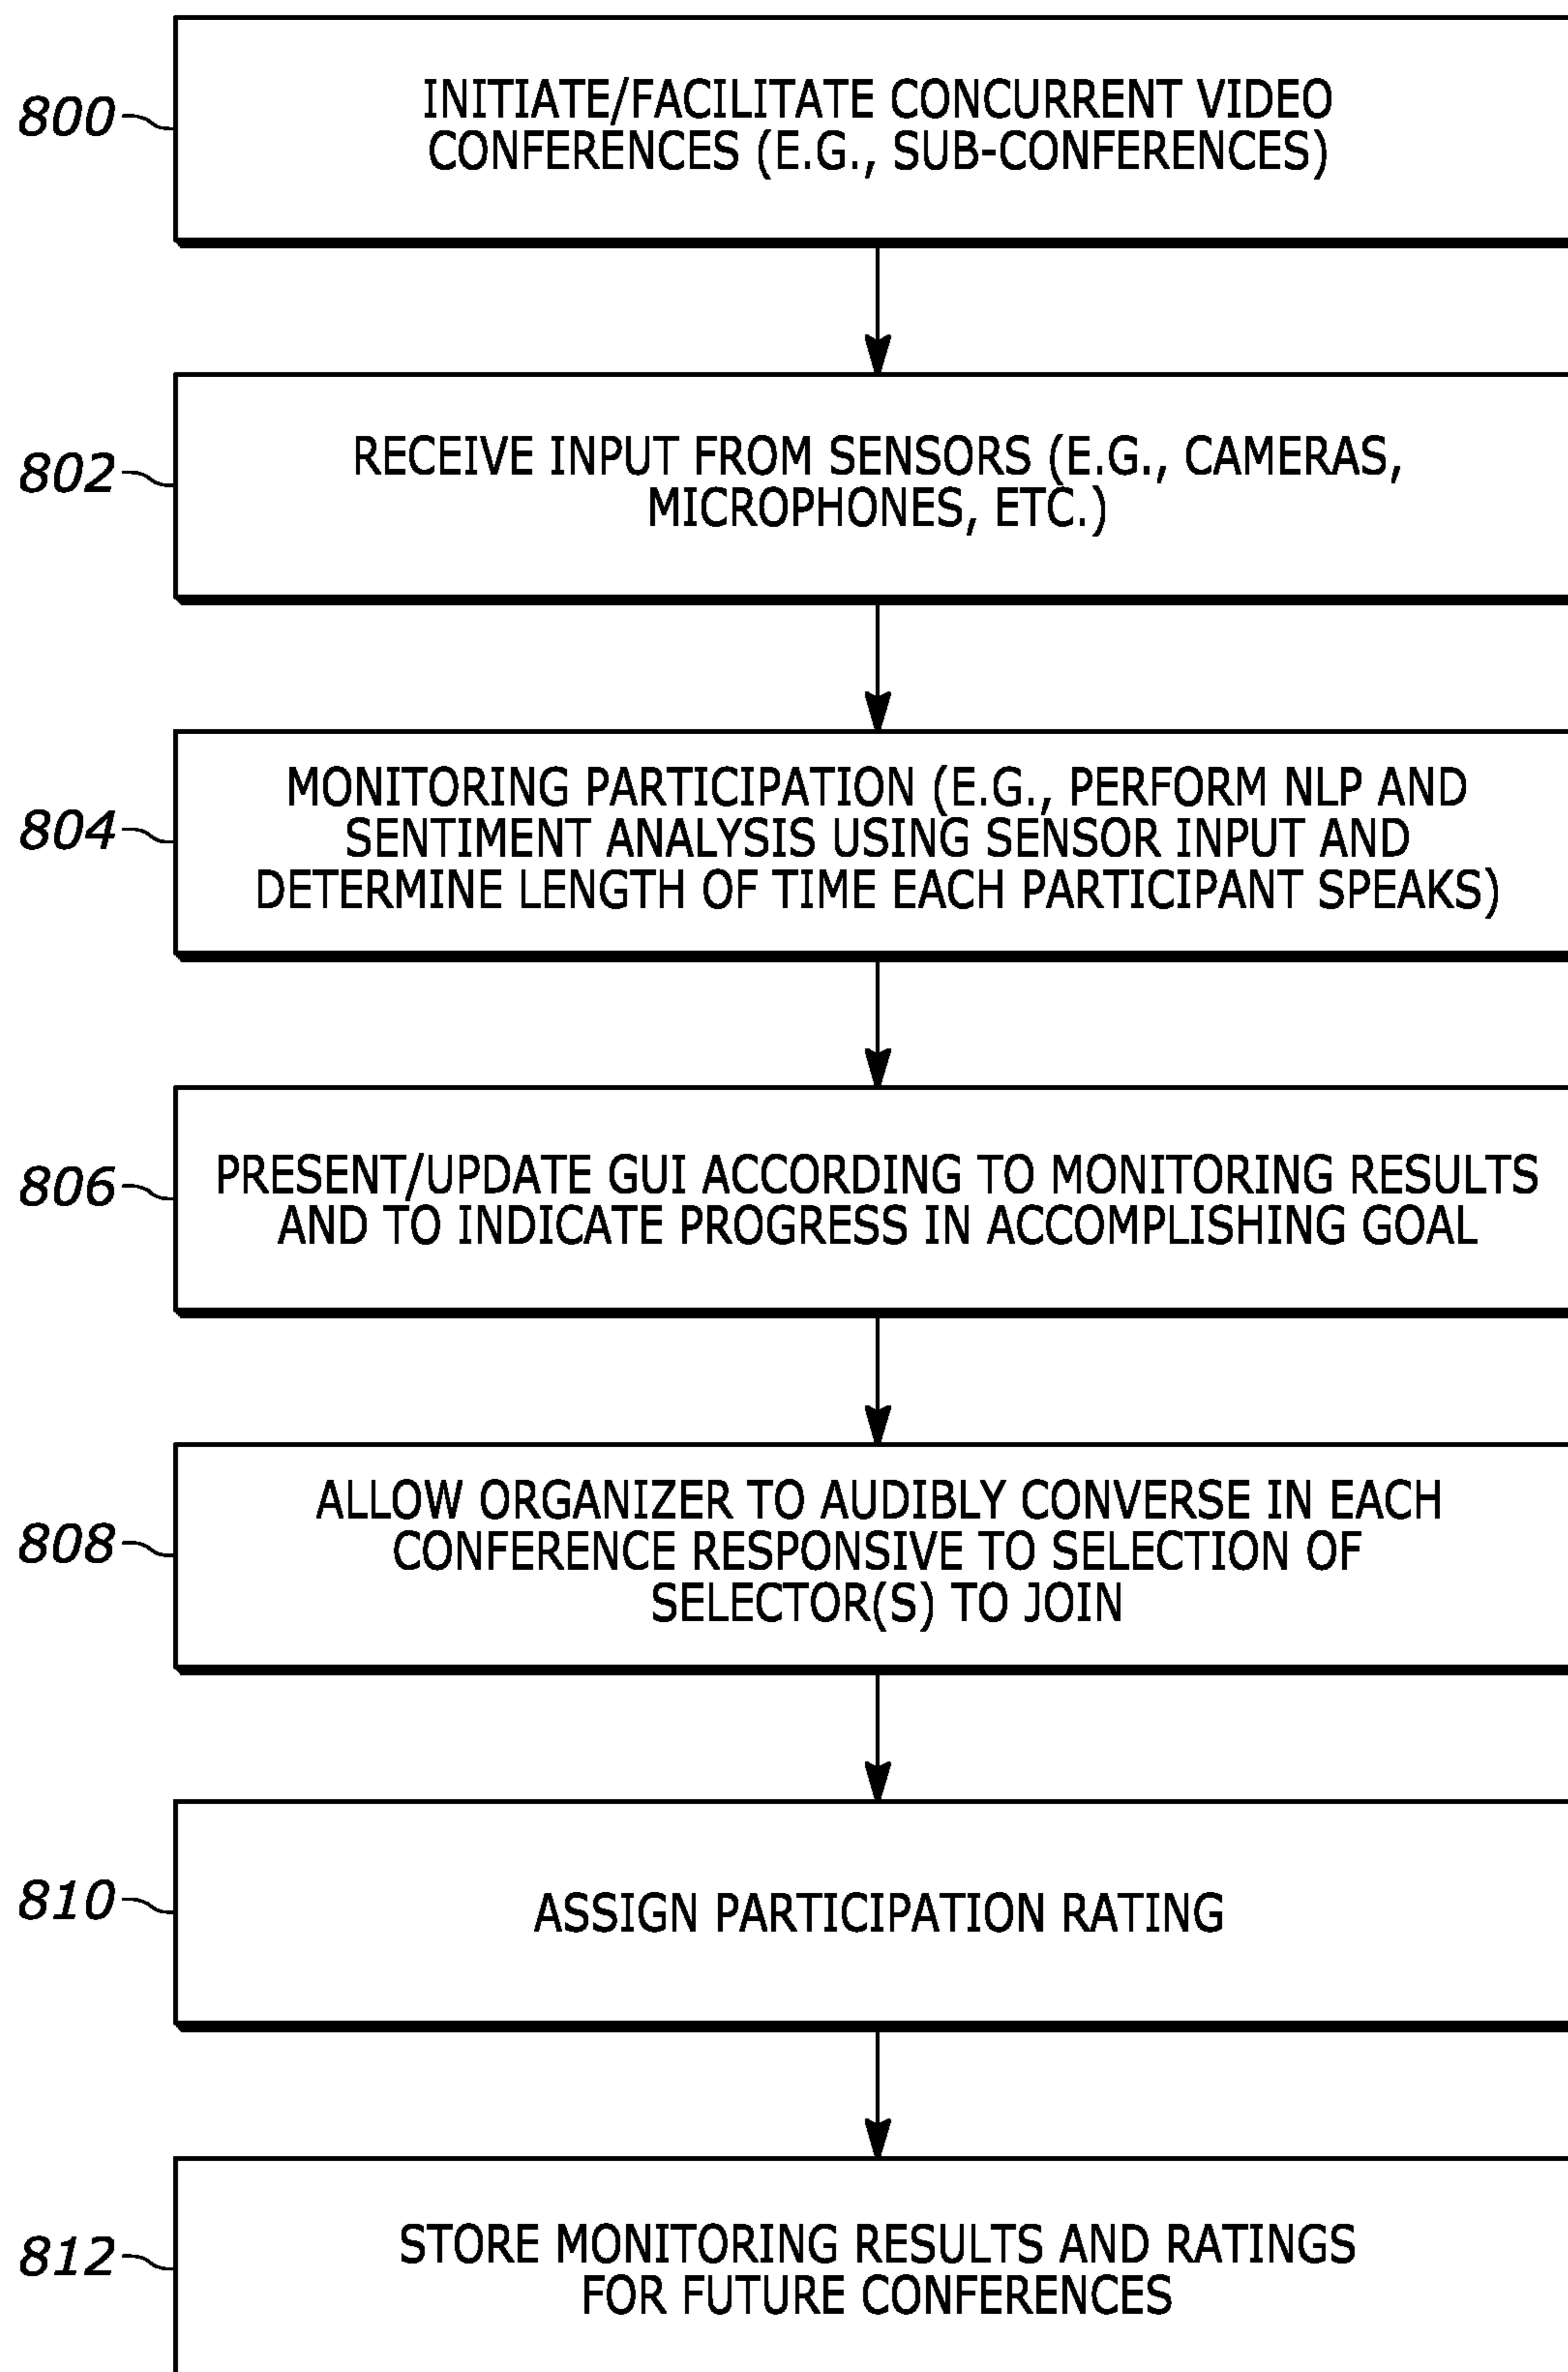 800
INITIATE/FACILITATE CONCURRENT VIDEO
CONFERENCES (E.G., SUB-CONFERENCES)
802
RECEIVE INPUT FROM SENSORS (E.G., CAMERAS,
MICROPHONES, ETC.)
804
MONITORING PARTICIPATION (E.G., PERFORM NLP AND
SENTIMENT ANALYSIS USING SENSOR INPUT AND
DETERMINE LENGTH OF TIME EACH PARTICIPANT SPEAKS)
806
PRESENT/UPDATE GUI ACCORDING TO MONITORING RESULTS
AND TO INDICATE PROGRESS IN ACCOMPLISHING GOAL
808
ALLOW ORGANIZER TO AUDIBLY CONVERSE IN EACH
CONFERENCE RESPONSIVE TO SELECTION OF
SELECTOR(S) TO JOIN
810
ASSIGN PARTICIPATION RATING
812
STORE MONITORING RESULTS AND RATINGS
FOR FUTURE CONFERENCES